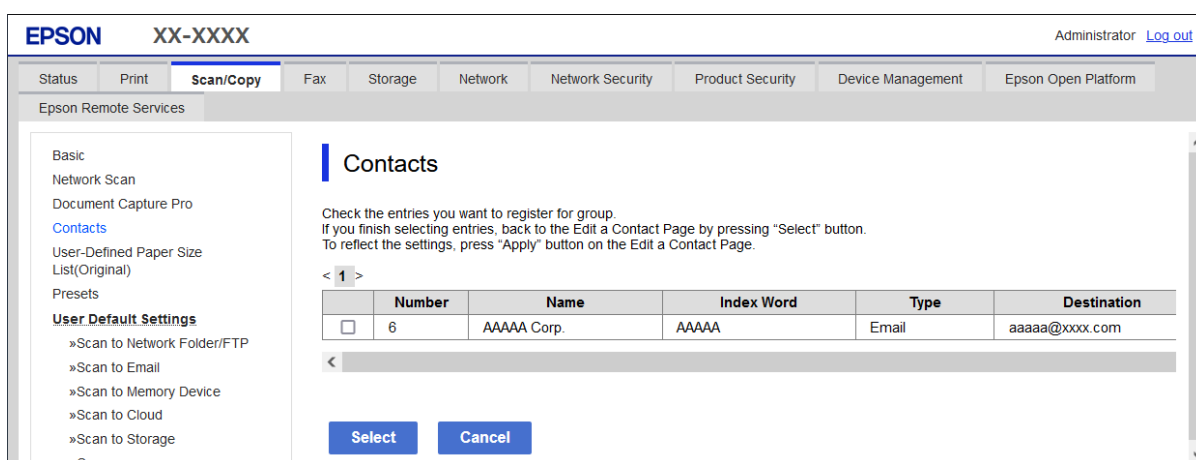 EPSON XX-XXXX Administrator Log out
Status Print Scan/Copy Fax Storage Network Network Security Product Security Device Management Epson Open Platform
Epson Remote Services
Basic
Network Scan
Document Capture Pro
Contacts
User-Defined Paper Size
List(Original)
Presets
User Default Settings
»Scan to Network Folder/FTP
»Scan to Email
»Scan to Memory Device
»Scan to Cloud
»Scan to Storage
Contacts
Check the entries you want to register for group.
If you finish selecting entries, back to the Edit a Contact Page by pressing “Select” button.
To reflect the settings, press “Apply” button on the Edit a Contact Page.
< 1 >
Number Name Index Word Type Destination
6 AAAAA Corp. AAAAA Email aaaaa@xxxx.com
Select Cancel